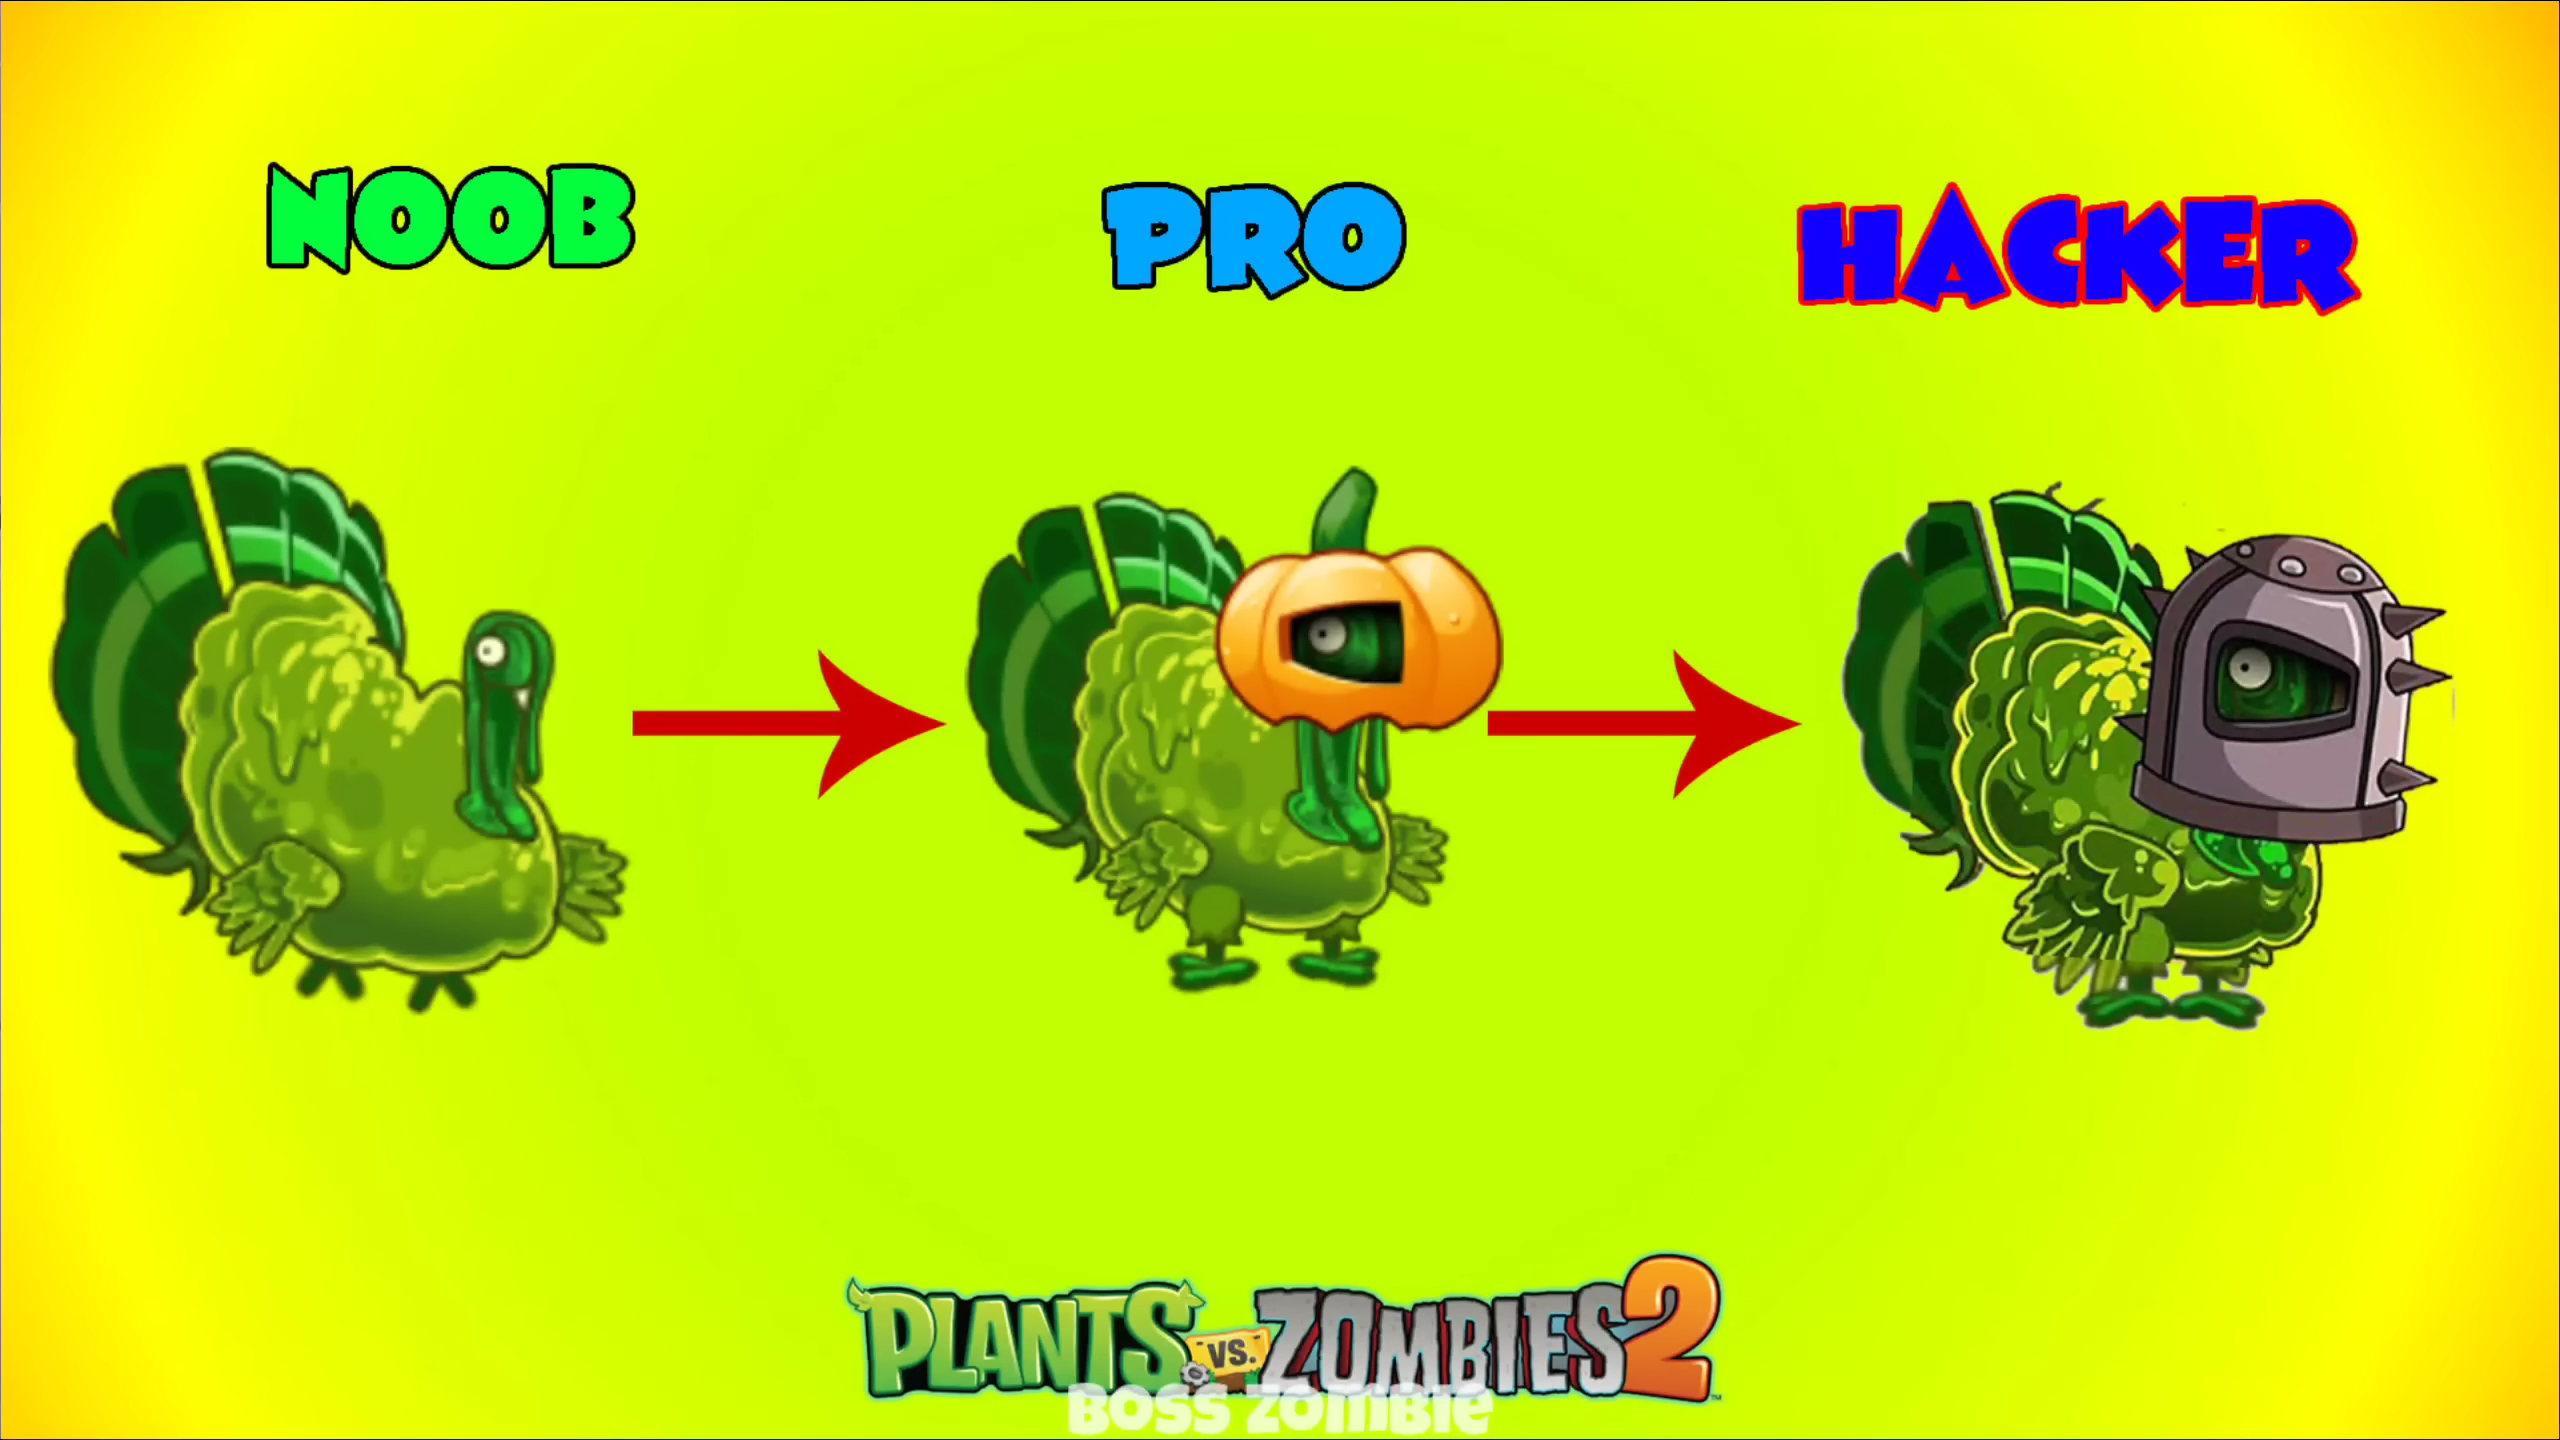 NOOB
PRO
HACKER
PLANTS VS. ZOMBIES 2
BOSS ZOMBIE